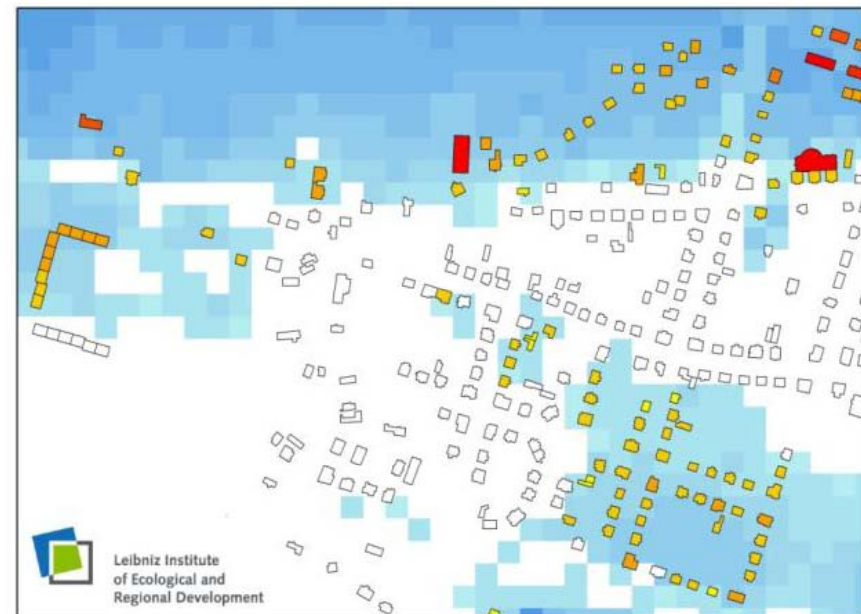 Leibniz Institute
of Ecological and
Regional Development